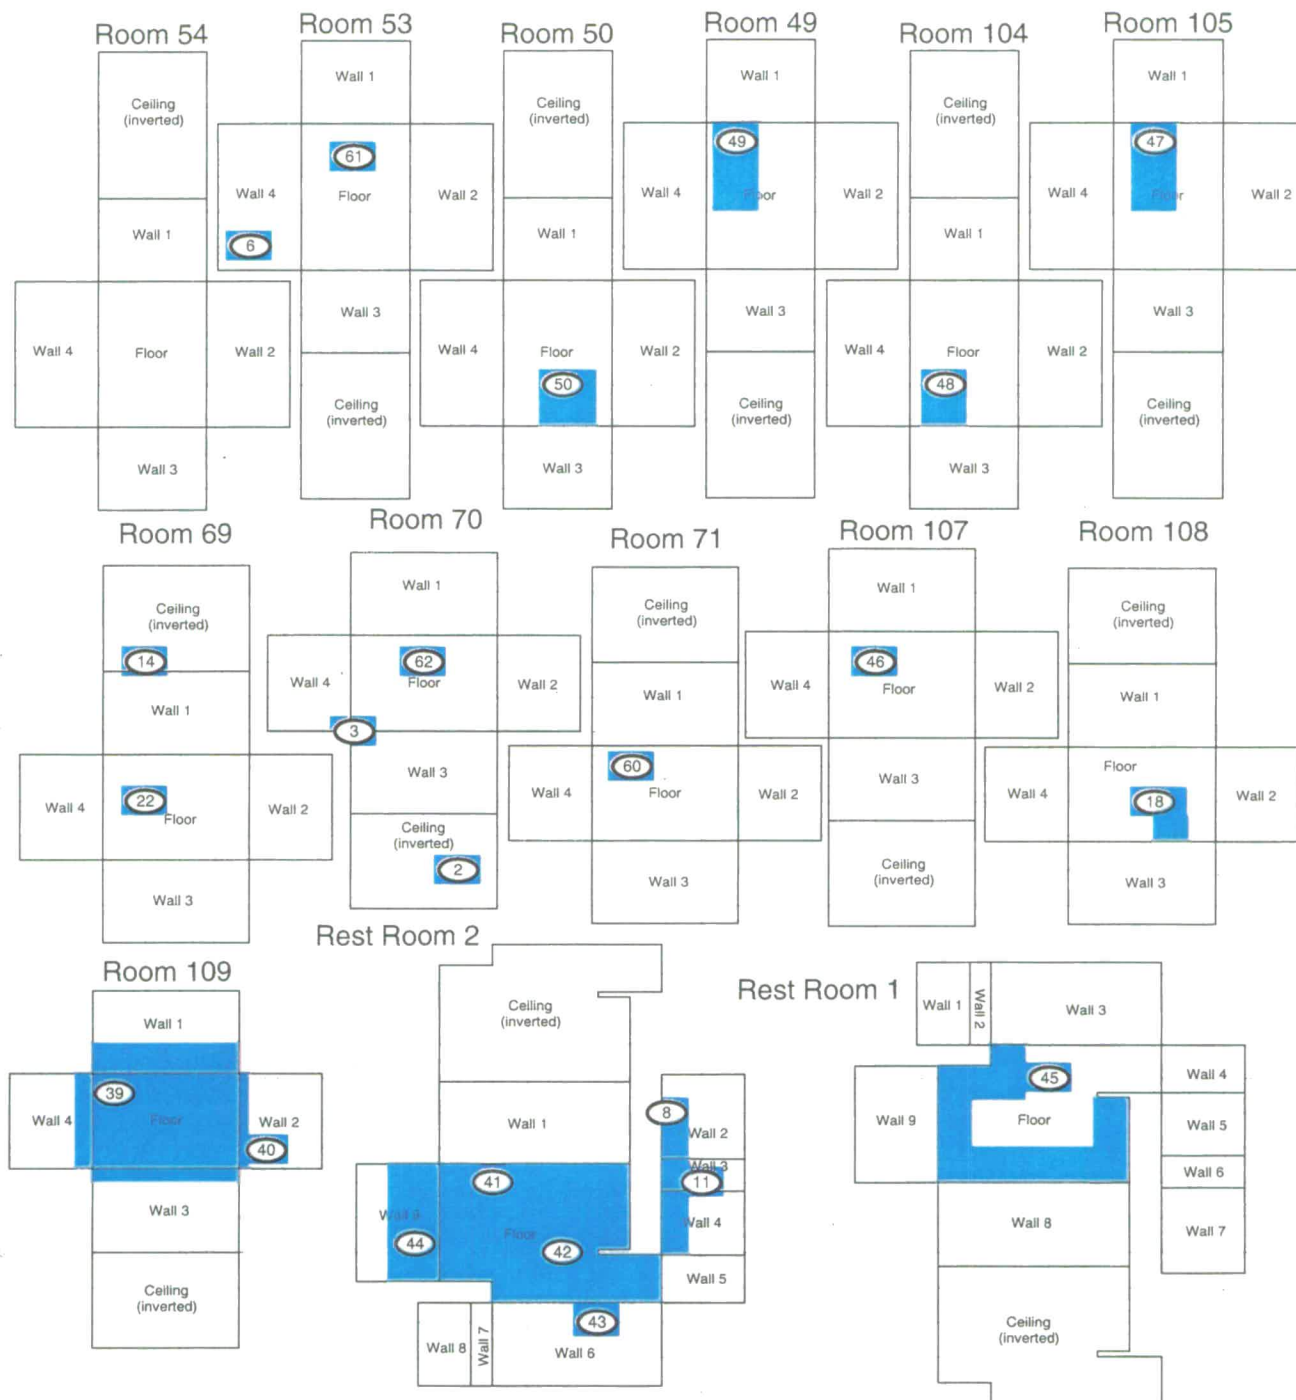 Room 54
Ceiling
(inverted)
Wall 1
Wall 4
Floor
Wall 2
Wall 3
Room 53
Wall 1
61
Wall 4
Floor
Wall 2
6
Wall 3
Ceiling
(inverted)
Room 50
Ceiling
(inverted)
Wall 1
Wall 4
Floor
Wall 2
50
Wall 3
Room 49
Wall 1
49
Wall 4
Floor
Wall 2
Wall 3
Ceiling
(inverted)
Room 104
Ceiling
(inverted)
Wall 1
Wall 4
Floor
Wall 2
48
Wall 3
Room 105
Wall 1
47
Wall 4
Floor
Wall 2
Wall 3
Ceiling
(inverted)
Room 69
Ceiling
(inverted)
14
Wall 1
22
Wall 4
Floor
Wall 2
Wall 3
Room 70
Wall 1
62
Wall 4
Floor
Wall 2
3
Wall 3
Ceiling
(inverted)
2
Room 71
Ceiling
(inverted)
Wall 1
60
Wall 4
Floor
Wall 2
Wall 3
Room 107
Wall 1
46
Wall 4
Floor
Wall 2
Wall 3
Ceiling
(inverted)
Room 108
Ceiling
(inverted)
Wall 1
Floor
Wall 4
18
Wall 2
Wall 3
Room 109
Wall 1
39
Wall 4
Floor
Wall 2
40
Wall 3
Ceiling
(inverted)
Rest Room 2
Ceiling
(inverted)
Wall 1
8
Wall 2
Wall 3
11
Wall 4
Wall 5
41
Wall 9
Floor
44
42
43
Wall 8
Wall 7
Wall 6
Rest Room 1
Wall 1
Wall 2
Wall 3
45
Wall 4
Wall 9
Floor
Wall 5
Wall 6
Wall 8
Wall 7
Ceiling
(inverted)